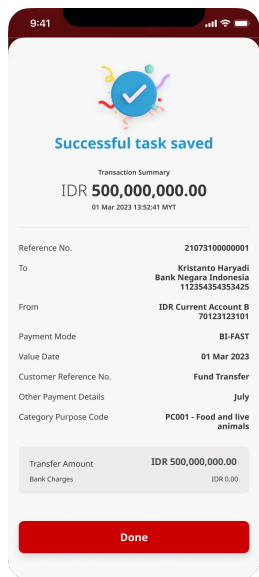 9:41
Successful task saved
Transaction Summary
IDR 500,000,000.00
01 Mar 2023 13:52:41 MYT
Reference No. 21073100000001
To Kristanto Haryadi
Bank Negara Indonesia
112354354353425
From IDR Current Account B
70123123101
Payment Mode BI-FAST
Value Date 01 Mar 2023
Customer Reference No. Fund Transfer
Other Payment Details July
Category Purpose Code PC001 - Food and live
animals
Transfer Amount IDR 500,000,000.00
Bank Charges IDR 0.00
Done